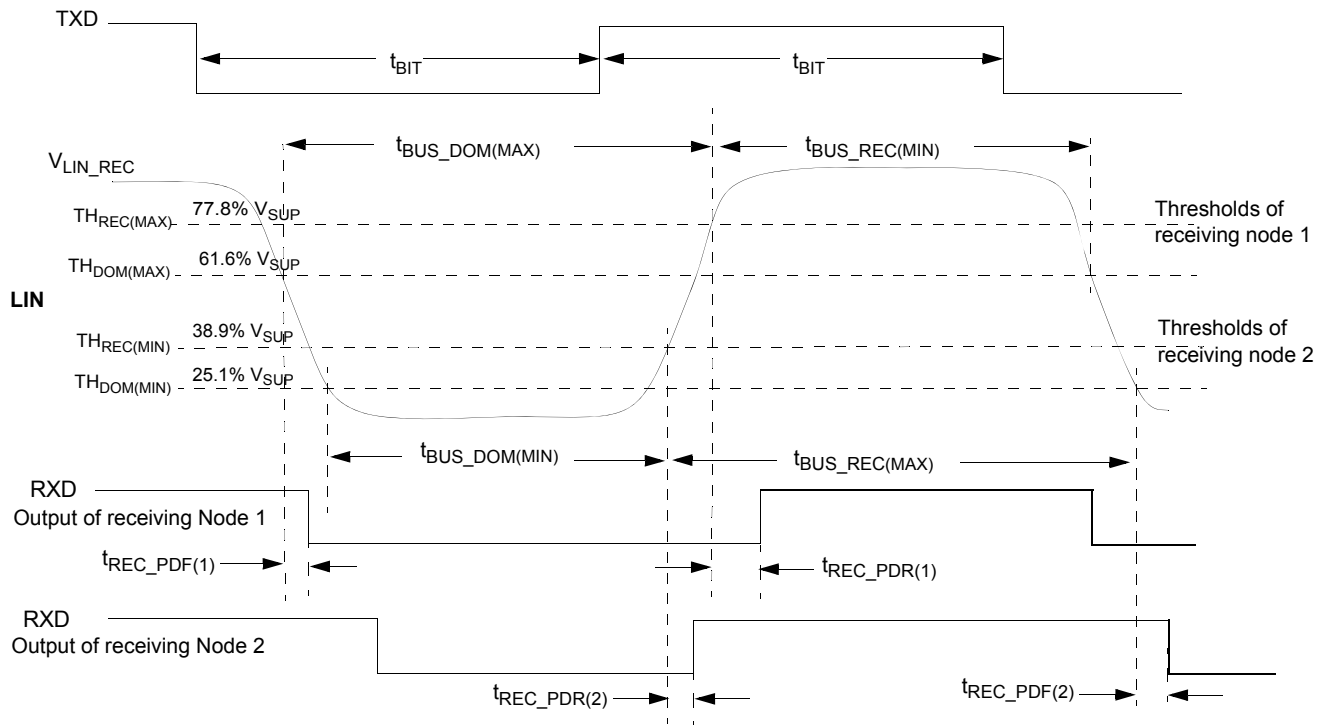 TXD
tBIT
tBIT
tBUS_DOM(MAX)
tBUS_REC(MIN)
VLIN_REC
THREC(MAX) 77.8% VSUP
Thresholds of
receiving node 1
THDOM(MAX) 61.6% VSUP
LIN
THREC(MIN) 38.9% VSUP
Thresholds of
receiving node 2
THDOM(MIN) 25.1% VSUP
tBUS_DOM(MIN)
tBUS_REC(MAX)
RXD
Output of receiving Node 1
tREC_PDF(1)
tREC_PDR(1)
RXD
Output of receiving Node 2
tREC_PDR(2)
tREC_PDF(2)